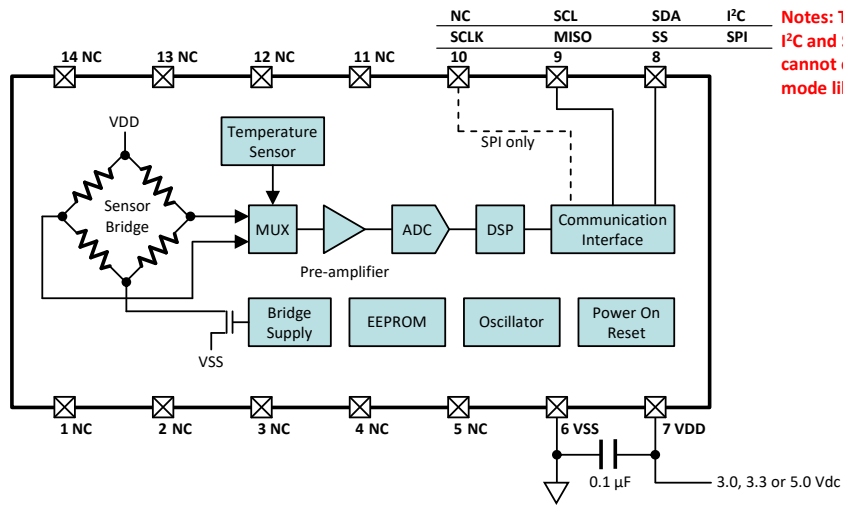 NC SCL SDA I²C
SCLK MISO SS SPI
Notes: T
I²C and
cannot
mode li
14 NC 13 NC 12 NC 11 NC 10 9 8
VDD
Temperature
Sensor
SPI only
Sensor
Bridge
MUX
ADC
DSP
Communication
Interface
Pre-amplifier
Bridge
Supply
EEPROM
Oscillator
Power On
Reset
VSS
1 NC 2 NC 3 NC 4 NC 5 NC 6 VSS 7 VDD
0.1 µF
3.0, 3.3 or 5.0 Vdc